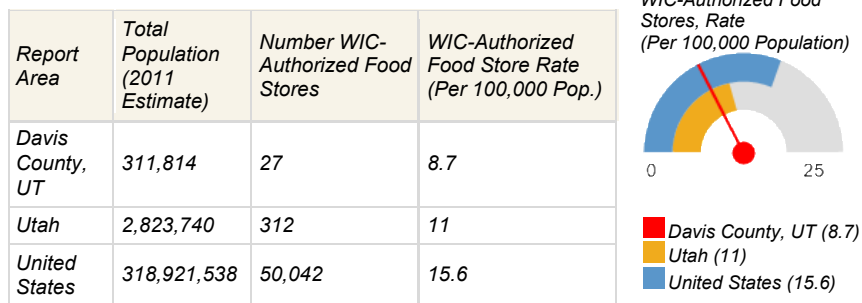 Report Area
Total Population (2011 Estimate)
Number WIC-Authorized Food Stores
WIC-Authorized Food Store Rate (Per 100,000 Pop.)
Davis County, UT
311,814
27
8.7
Utah
2,823,740
312
11
United States
318,921,538
50,042
15.6
WIC-Authorized Food
Stores, Rate
(Per 100,000 Population)
0
25
Davis County, UT (8.7)
Utah (11)
United States (15.6)